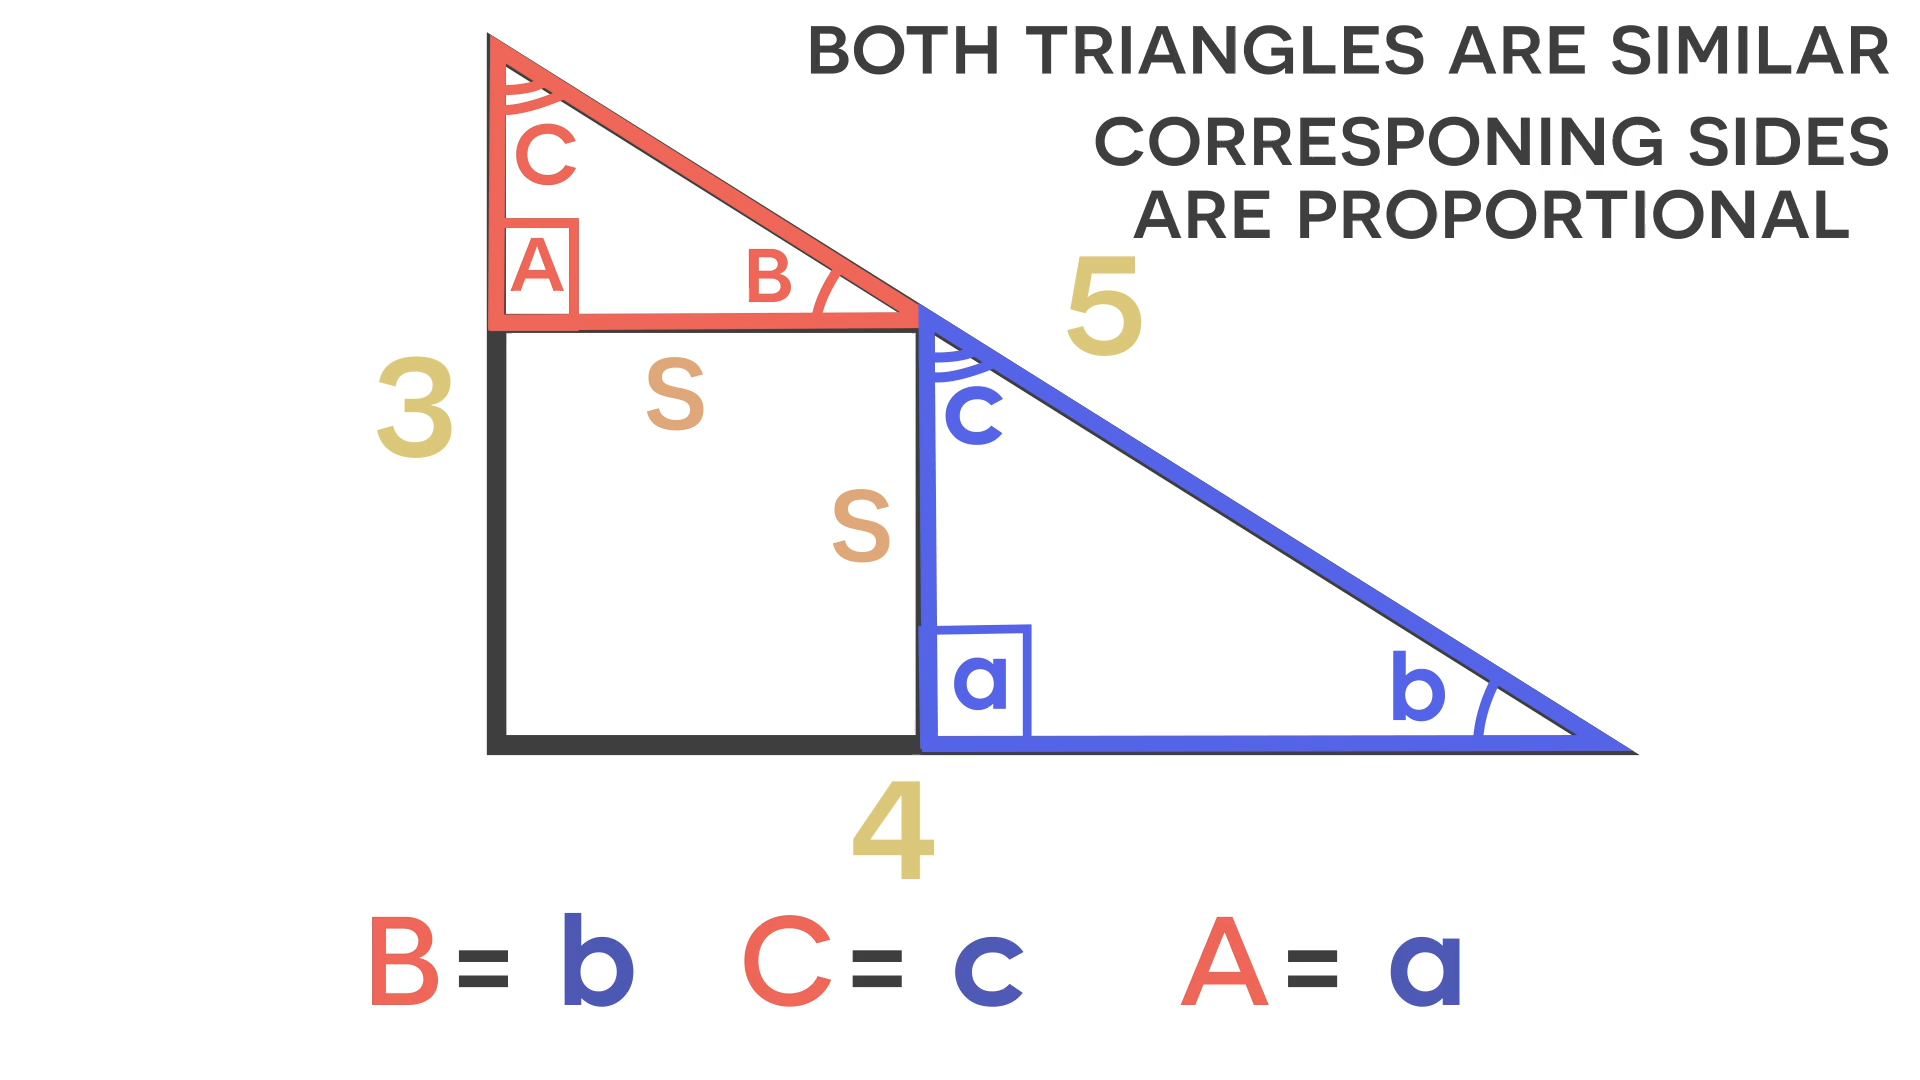 BOTH TRIANGLES ARE SIMILAR
CORRESPONING SIDES
ARE PROPORTIONAL
C
A
B
5
3
S
C
S
a
b
4
B = b C = c A = a